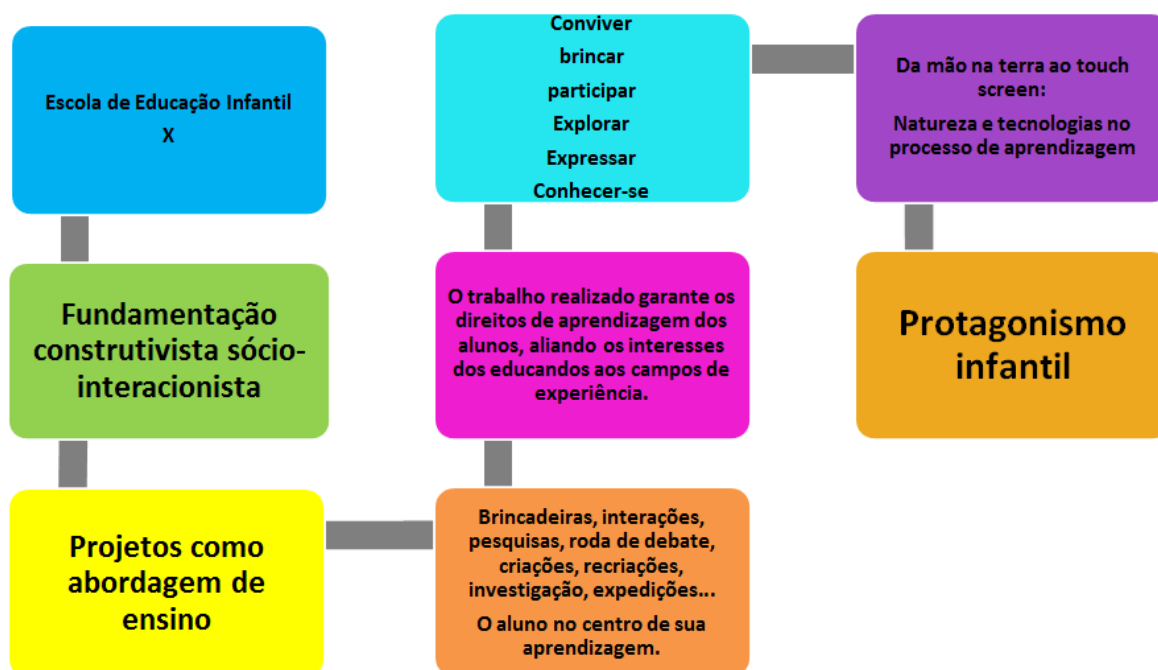 Escola de Educação Infantil
X
Fundamentação
construtivista sócio-
interacionista
Projetos como
abordagem de
ensino
Brincadeiras, interações,
pesquisas, roda de debate,
criações, recriações,
investigação, expedições...
O aluno no centro de sua
aprendizagem.
O trabalho realizado garante os
direitos de aprendizagem dos
alunos, aliando os interesses
dos educandos aos campos de
experiência.
Conviver
brincar
participar
Explorar
Expressar
Conhecer-se
Da mão na terra ao touch
screen:
Natureza e tecnologias no
processo de aprendizagem
Protagonismo
infantil